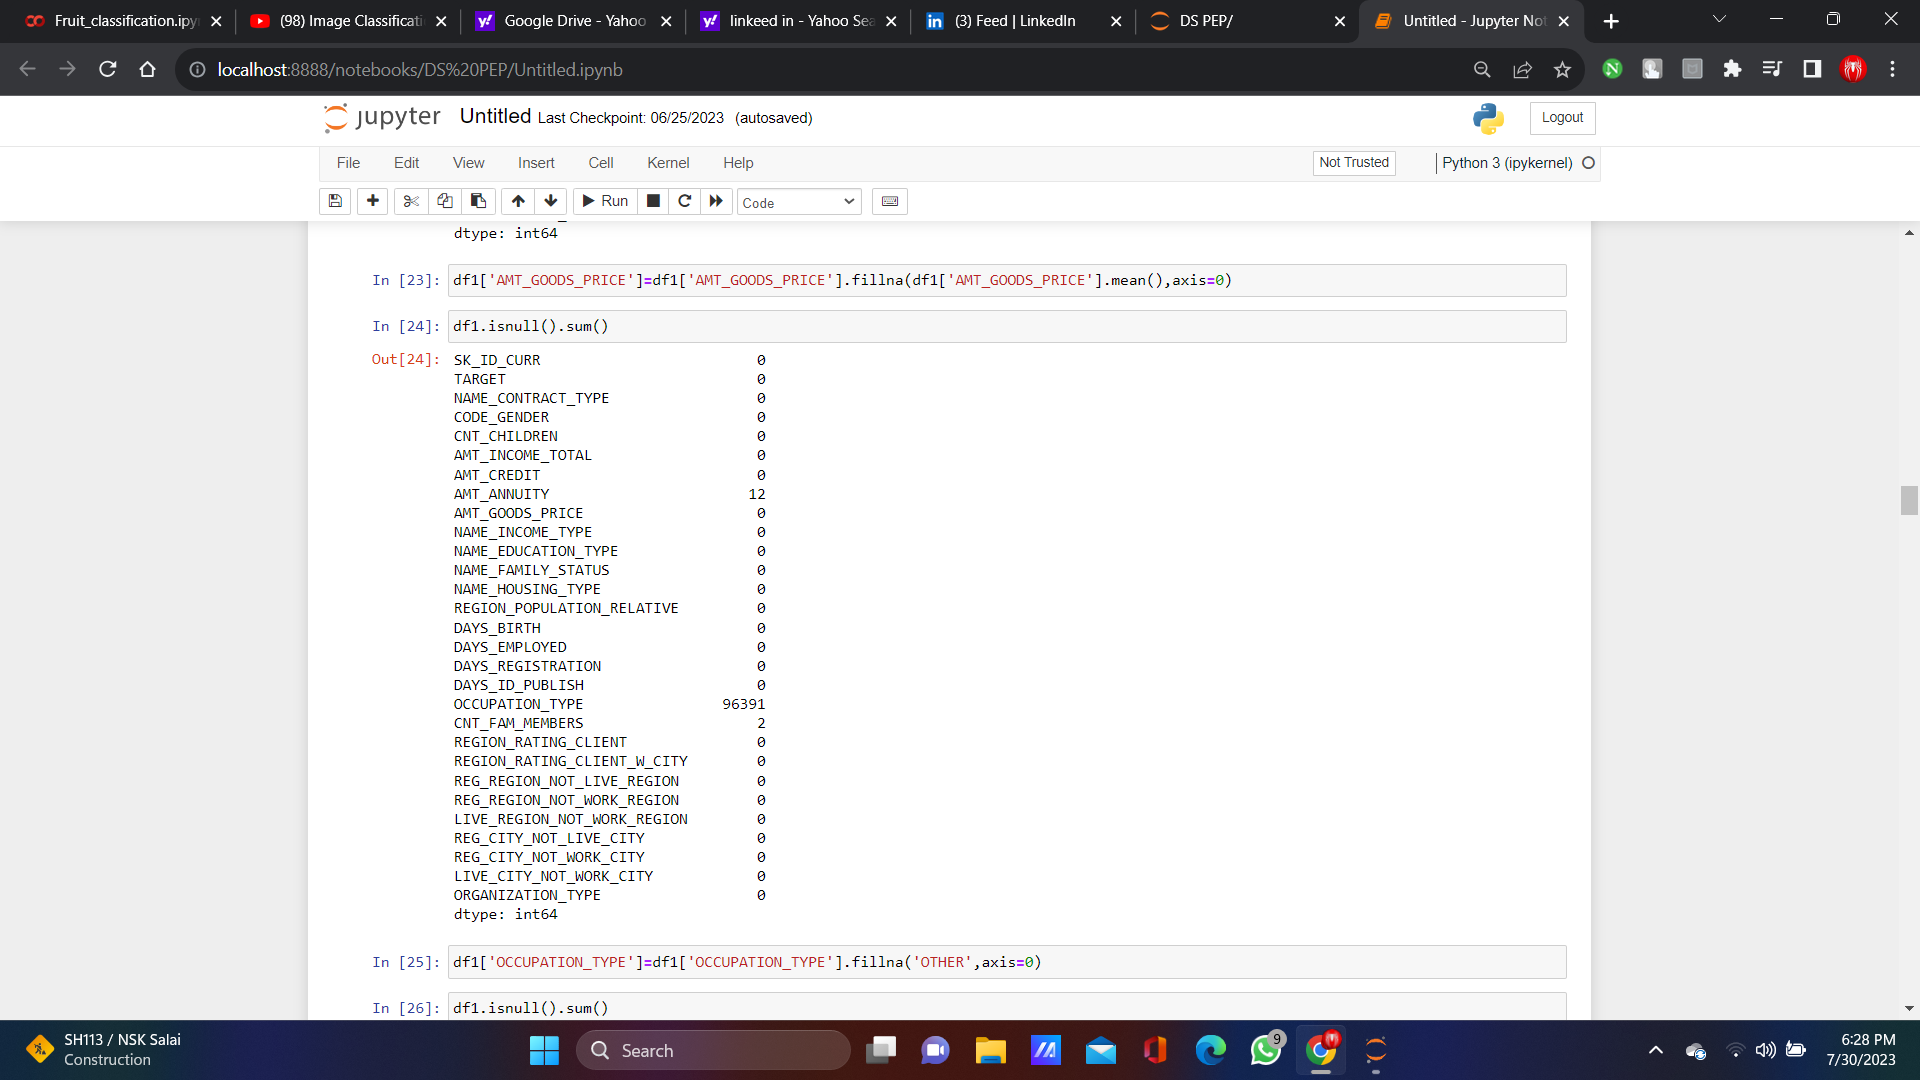 Fruit_classification.ipy
(98) Image Classificati
Google Drive - Yahoo
linkeed in - Yahoo Sea
(3) Feed | LinkedIn
DS PEP/
Untitled - Jupyter Not
localhost:8888/notebooks/DS%20PEP/Untitled.ipynb
jupyter Untitled Last Checkpoint: 06/25/2023 (autosaved)
Logout
File Edit View Insert Cell Kernel Help
Not Trusted
Python 3 (ipykernel)
Run
Code
dtype: int64
In [23]: df1['AMT_GOODS_PRICE']=df1['AMT_GOODS_PRICE'].fillna(df1['AMT_GOODS_PRICE'].mean(),axis=0)
In [24]: df1.isnull().sum()
Out[24]: SK_ID_CURR 0
TARGET 0
NAME_CONTRACT_TYPE 0
CODE_GENDER 0
CNT_CHILDREN 0
AMT_INCOME_TOTAL 0
AMT_CREDIT 0
AMT_ANNUITY 12
AMT_GOODS_PRICE 0
NAME_INCOME_TYPE 0
NAME_EDUCATION_TYPE 0
NAME_FAMILY_STATUS 0
NAME_HOUSING_TYPE 0
REGION_POPULATION_RELATIVE 0
DAYS_BIRTH 0
DAYS_EMPLOYED 0
DAYS_REGISTRATION 0
DAYS_ID_PUBLISH 0
OCCUPATION_TYPE 96391
CNT_FAM_MEMBERS 2
REGION_RATING_CLIENT 0
REGION_RATING_CLIENT_W_CITY 0
REG_REGION_NOT_LIVE_REGION 0
REG_REGION_NOT_WORK_REGION 0
LIVE_REGION_NOT_WORK_REGION 0
REG_CITY_NOT_LIVE_CITY 0
REG_CITY_NOT_WORK_CITY 0
LIVE_CITY_NOT_WORK_CITY 0
ORGANIZATION_TYPE 0
dtype: int64
In [25]: df1['OCCUPATION_TYPE']=df1['OCCUPATION_TYPE'].fillna('OTHER',axis=0)
In [26]: df1.isnull().sum()
SH113 / NSK Salai
Construction
Search
9
6:28 PM
7/30/2023